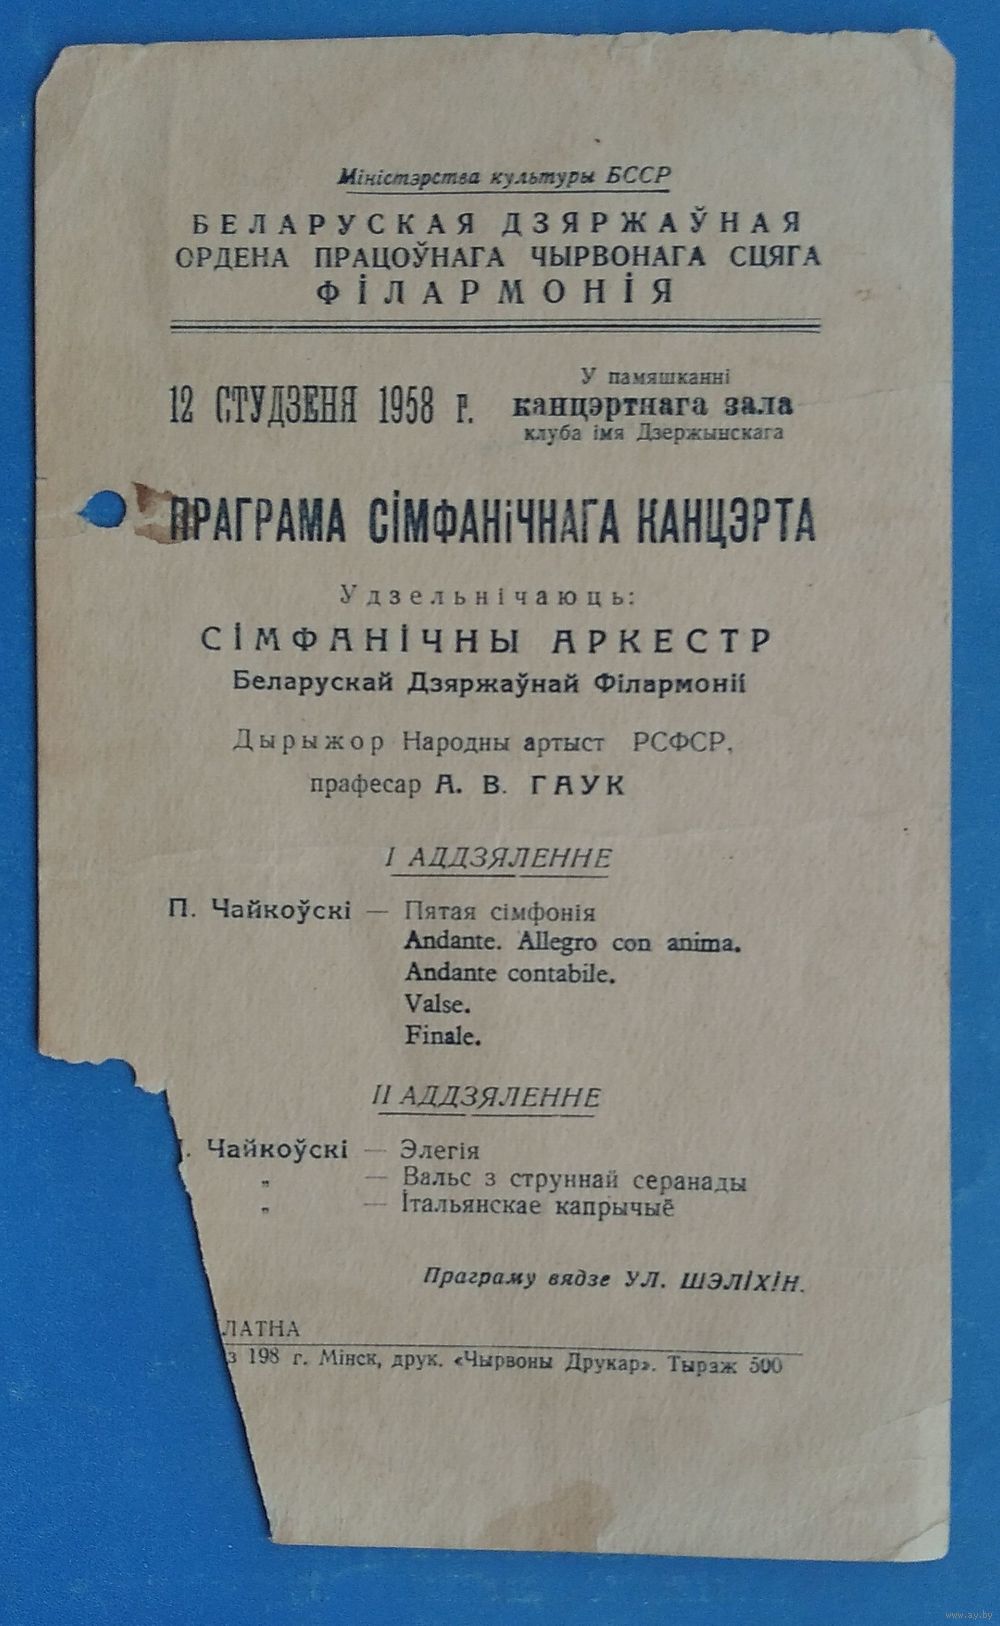 Міністэрства культуры БССР
БЕЛАРУСКАЯ ДЗЯРЖАЎНАЯ
ОРДЕНА ПРАЦОЎНАГА ЧЫРВОНАГА СЦЯГА
ФІЛАРМОНІЯ
12 СТУДЗЕНЯ 1958 г.
У памяшканні
канцэртнага зала
клуба імя Дзержынскага
ПРАГРАМА СІМФАНІЧНАГА КАНЦЭРТА
Удзельнічаюць:
СІМФАНІЧНЫ АРКЕСТР
Беларускай Дзяржаўнай Філармоніі
Дырыжор Народны артыст РСФСР,
прафесар А. В. ГАУК
I АДДЗЯЛЕННЕ
П. Чайкоўскі — Пятая сімфонія
Andante. Allegro con anima.
Andante contabile.
Valse.
Finale.
II АДДЗЯЛЕННЕ
. Чайкоўскі — Элегія
„ — Вальс з струннай серанады
„ — Італьянскае капрычыё
Праграму вядзе УЛ. ШЭЛІХІН.
ЛАТНА
з 198 г. Мінск, друк. «Чырвоны Друкар». Тыраж 500
www.ay.by